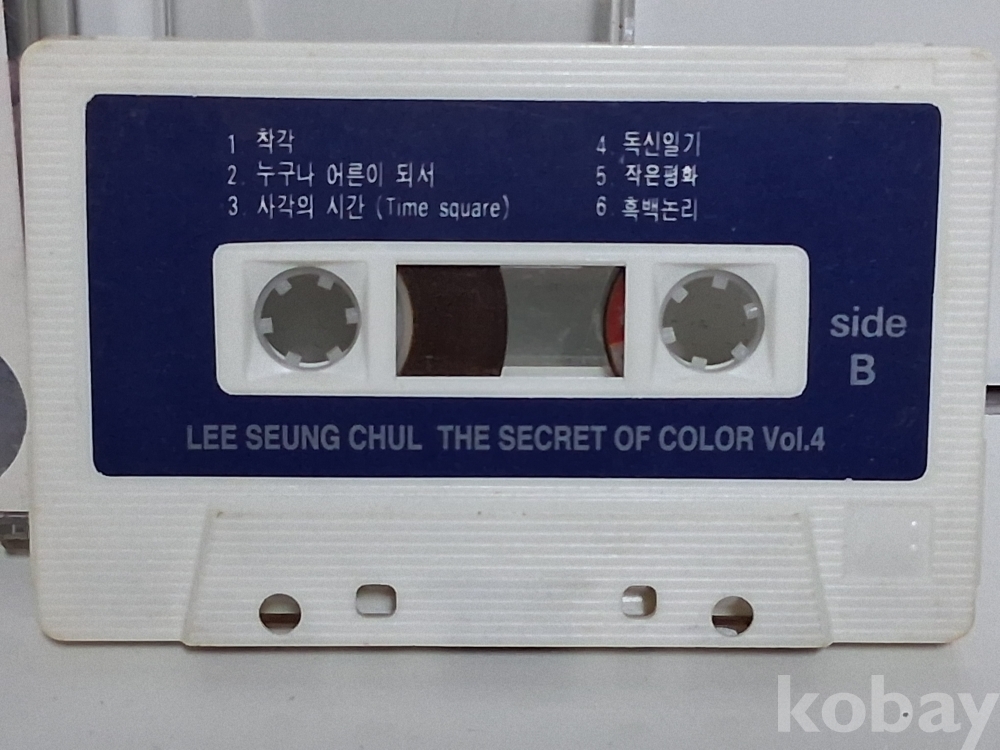 1 착각
2 누구나 어른이 되서
3 사각의 시간 (Time square)
4 독신일기
5 작은평화
6 흑백논리
side
B
LEE SEUNG CHUL THE SECRET OF COLOR Vol.4
kobay